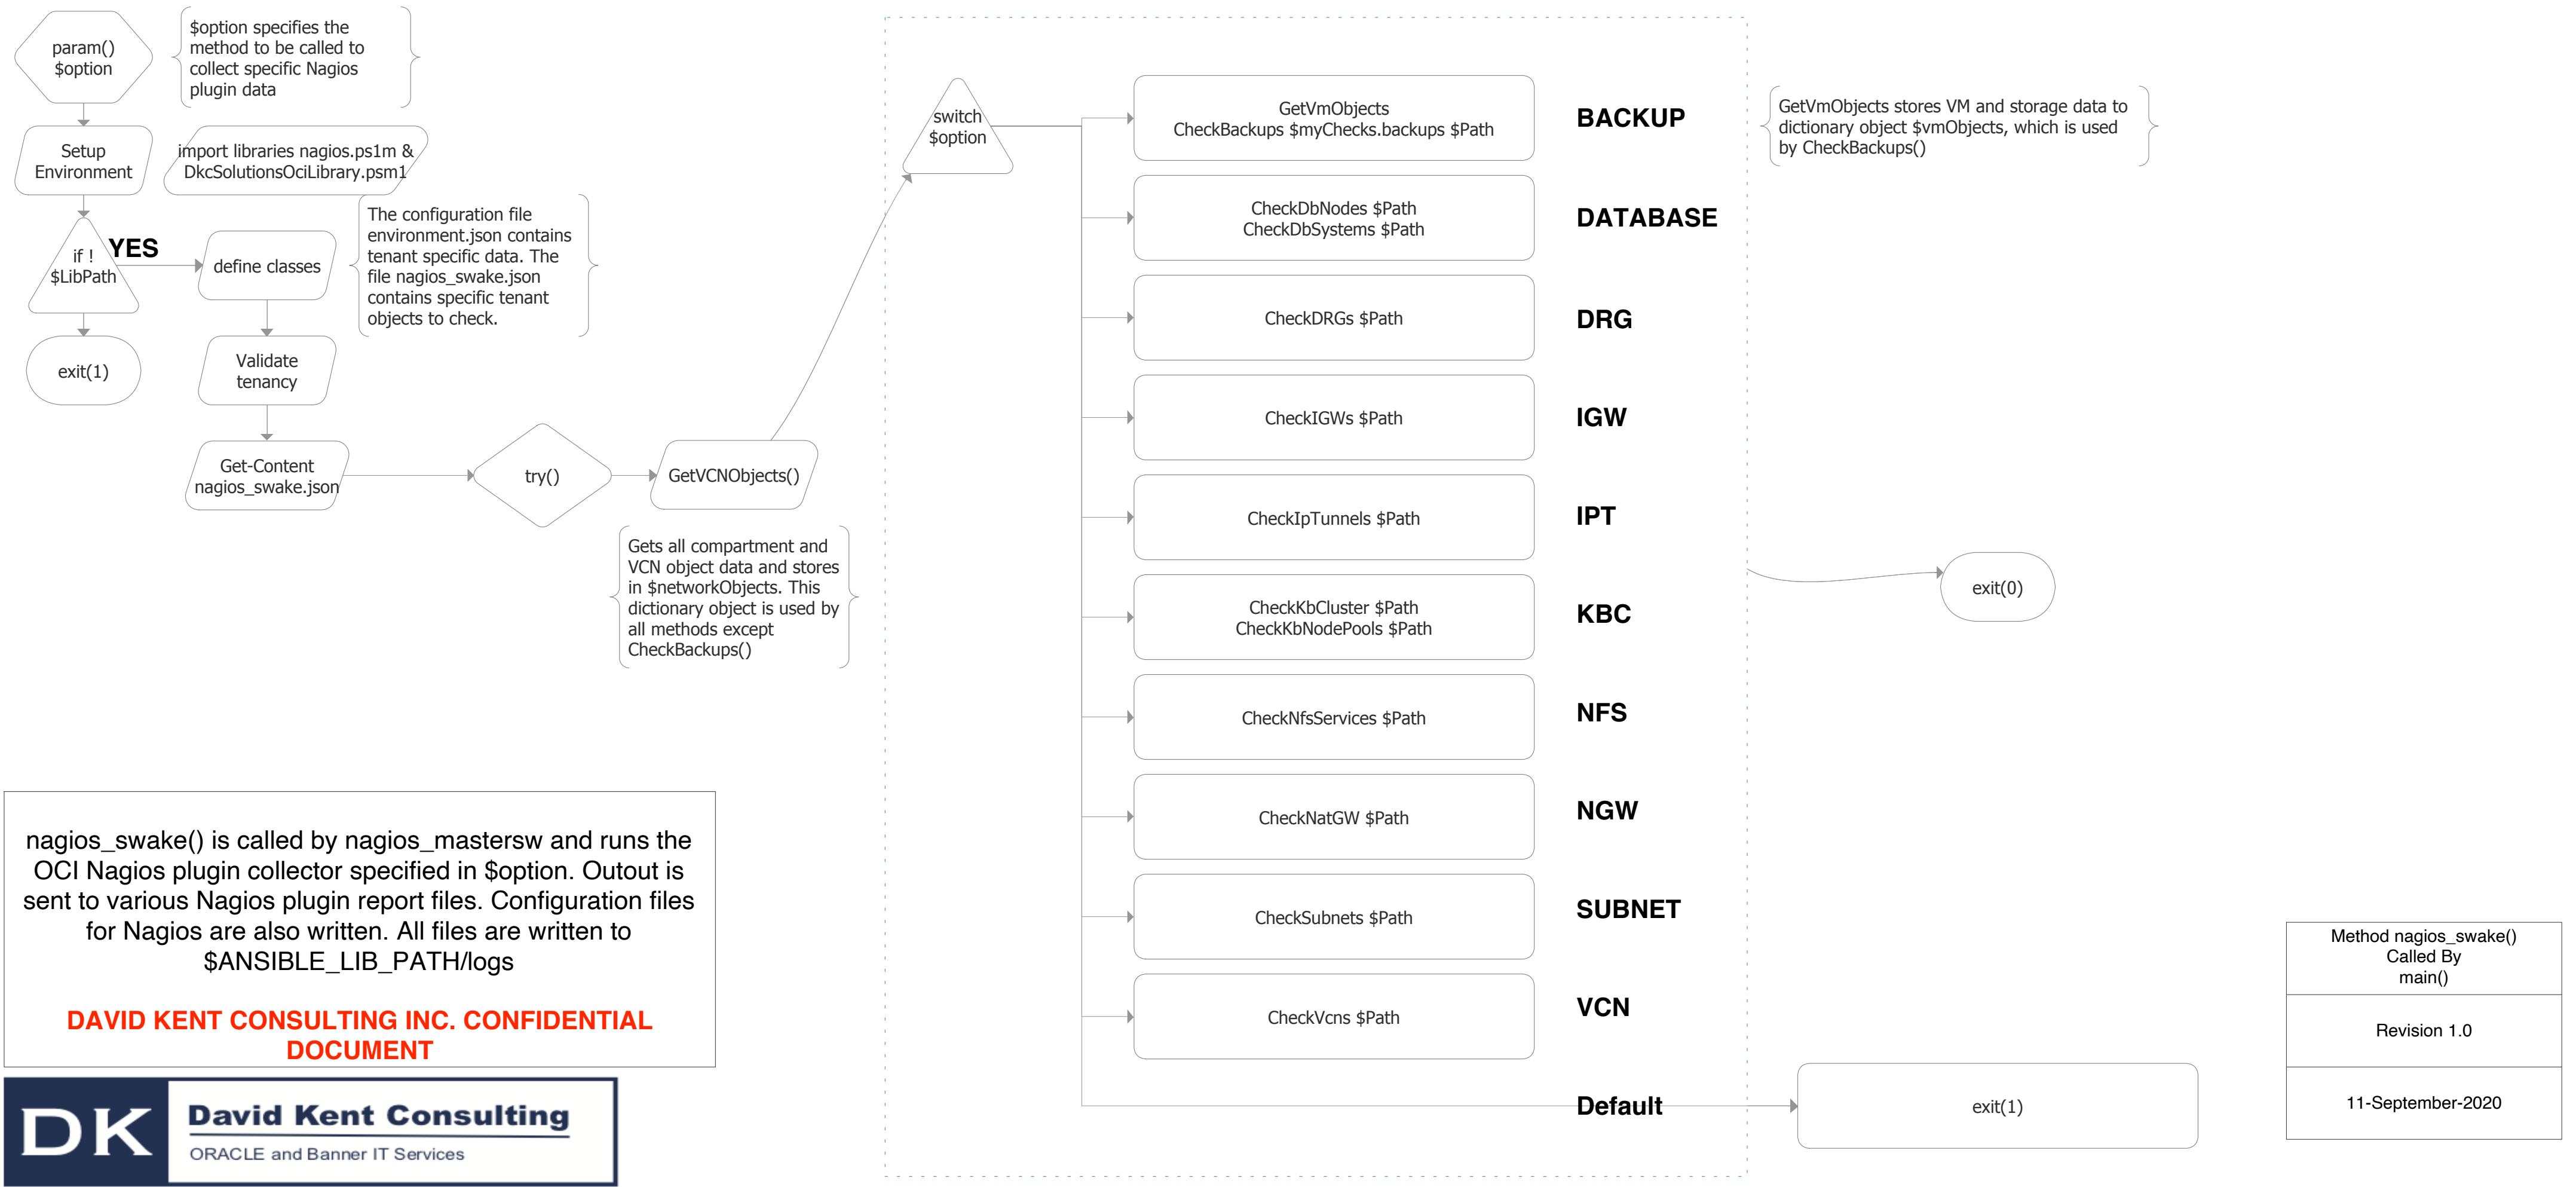 param()
$option
$option specifies the
method to be called to
collect specific Nagios
plugin data
Setup
Environment
import libraries nagios.ps1m &
DkcSolutionsOciLibrary.psm1
if !
$LibPath
YES
define classes
The configuration file
environment.json contains
tenant specific data. The
file nagios_swake.json
contains specific tenant
objects to check.
exit(1)
Validate
tenancy
Get-Content
nagios_swake.json
try()
GetVCNObjects()
Gets all compartment and
VCN object data and stores
in $networkObjects. This
dictionary object is used by
all methods except
CheckBackups()
switch
$option
GetVmObjects
CheckBackups $myChecks.backups $Path
BACKUP
GetVmObjects stores VM and storage data to
dictionary object $vmObjects, which is used
by CheckBackups()
CheckDbNodes $Path
CheckDbSystems $Path
DATABASE
CheckDRGs $Path
DRG
CheckIGWs $Path
IGW
CheckIpTunnels $Path
IPT
CheckKbCluster $Path
CheckKbNodePools $Path
KBC
exit(0)
CheckNfsServices $Path
NFS
CheckNatGW $Path
NGW
CheckSubnets $Path
SUBNET
CheckVcns $Path
VCN
Default
exit(1)
nagios_swake() is called by nagios_mastersw and runs the
OCI Nagios plugin collector specified in $option. Outout is
sent to various Nagios plugin report files. Configuration files
for Nagios are also written. All files are written to
$ANSIBLE_LIB_PATH/logs
DAVID KENT CONSULTING INC. CONFIDENTIAL
DOCUMENT
DK
David Kent Consulting
ORACLE and Banner IT Services
Method nagios_swake()
Called By
main()
Revision 1.0
11-September-2020